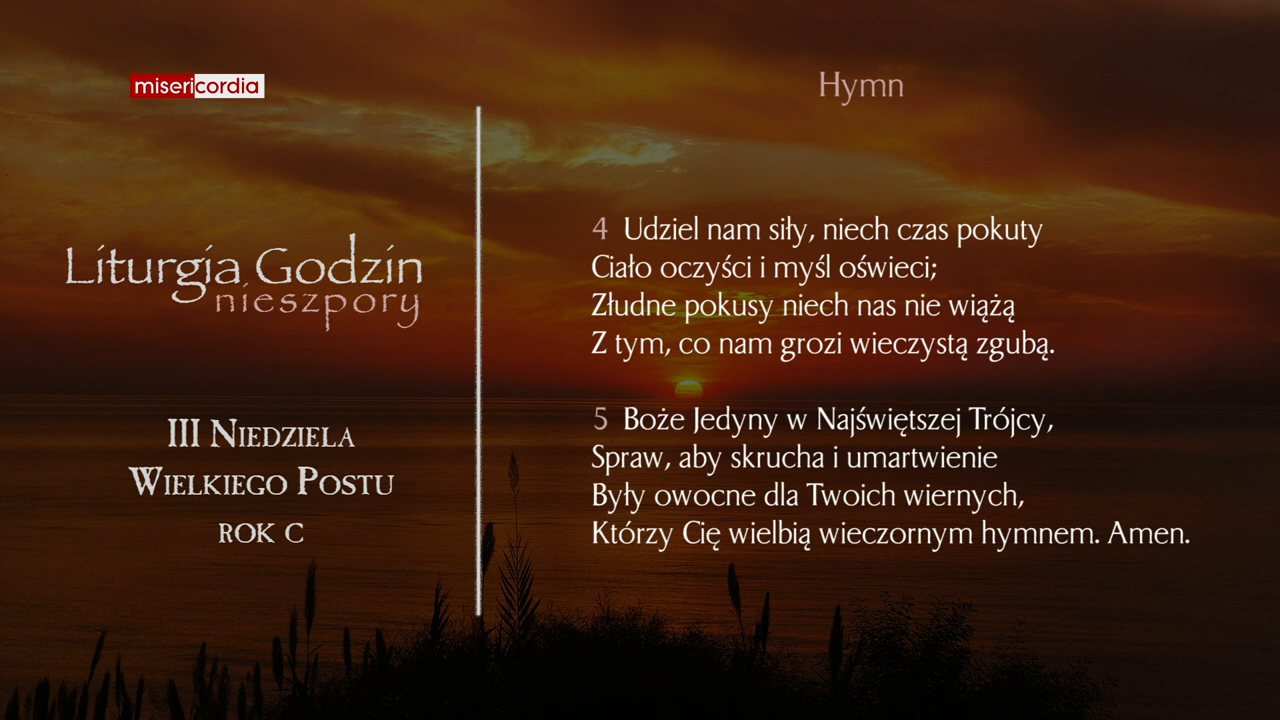 misericordia
Hymn
Liturgia Godzin
nieszpory
III Niedziela
Wielkiego Postu
rok C
4 Udziel nam siły, niech czas pokuty
Ciało oczyści i myśl oświeci;
Złudne pokusy niech nas nie wiążą
Z tym, co nam grozi wieczystą zgubą.
5 Boże Jedyny w Najświętszej Trójcy,
Spraw, aby skrucha i umartwienie
Były owocne dla Twoich wiernych,
Którzy Cię wielbią wieczornym hymnem. Amen.